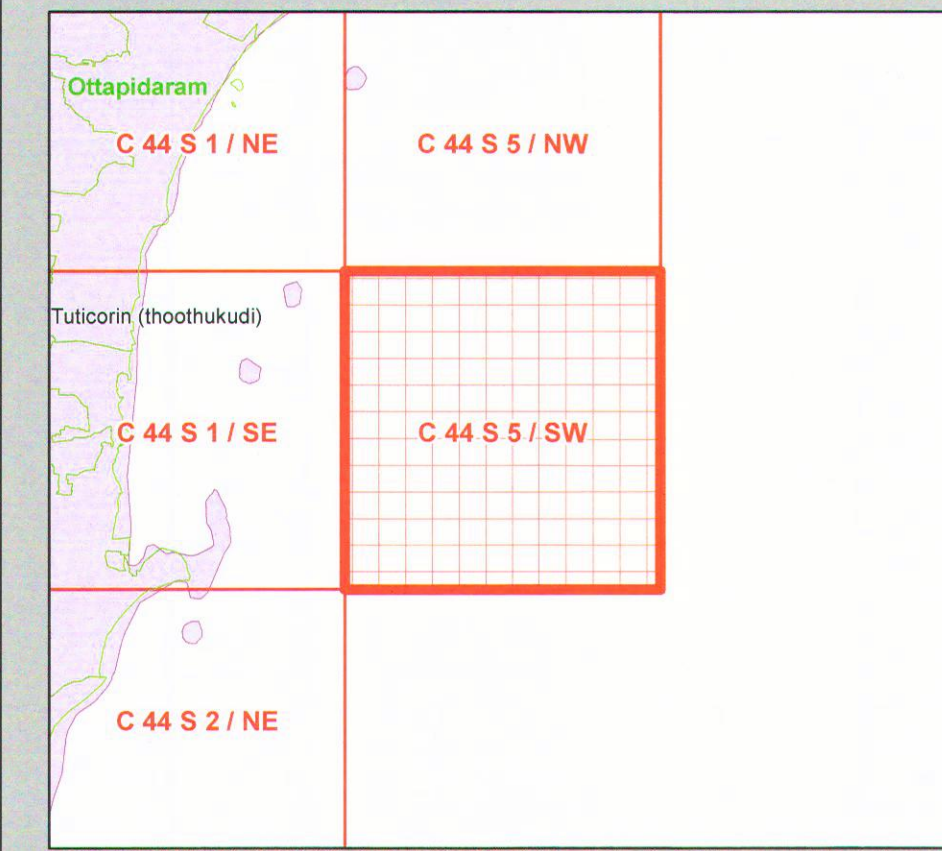 Ottapidaram
C 44 S 1 / NE
C 44 S 5 / NW
Tuticorin (thoothukudi)
C 44 S 1 / SE
C 44 S 5 / SW
C 44 S 2 / NE